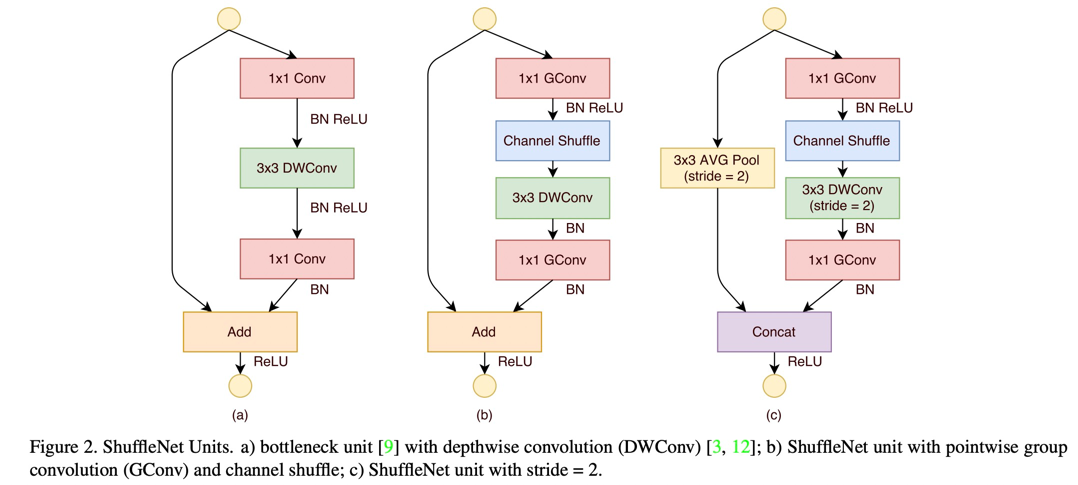 1x1 Conv
BN ReLU
3x3 DWConv
BN ReLU
1x1 Conv
BN
Add
ReLU
(a)
1x1 GConv
BN ReLU
Channel Shuffle
3x3 DWConv
BN
1x1 GConv
BN
Add
ReLU
(b)
3x3 AVG Pool
(stride = 2)
1x1 GConv
BN ReLU
Channel Shuffle
3x3 DWConv
(stride = 2)
BN
1x1 GConv
BN
Concat
ReLU
(c)
Figure 2. ShuffleNet Units. a) bottleneck unit [9] with depthwise convolution (DWConv) [3, 12]; b) ShuffleNet unit with pointwise group
convolution (GConv) and channel shuffle; c) ShuffleNet unit with stride = 2.